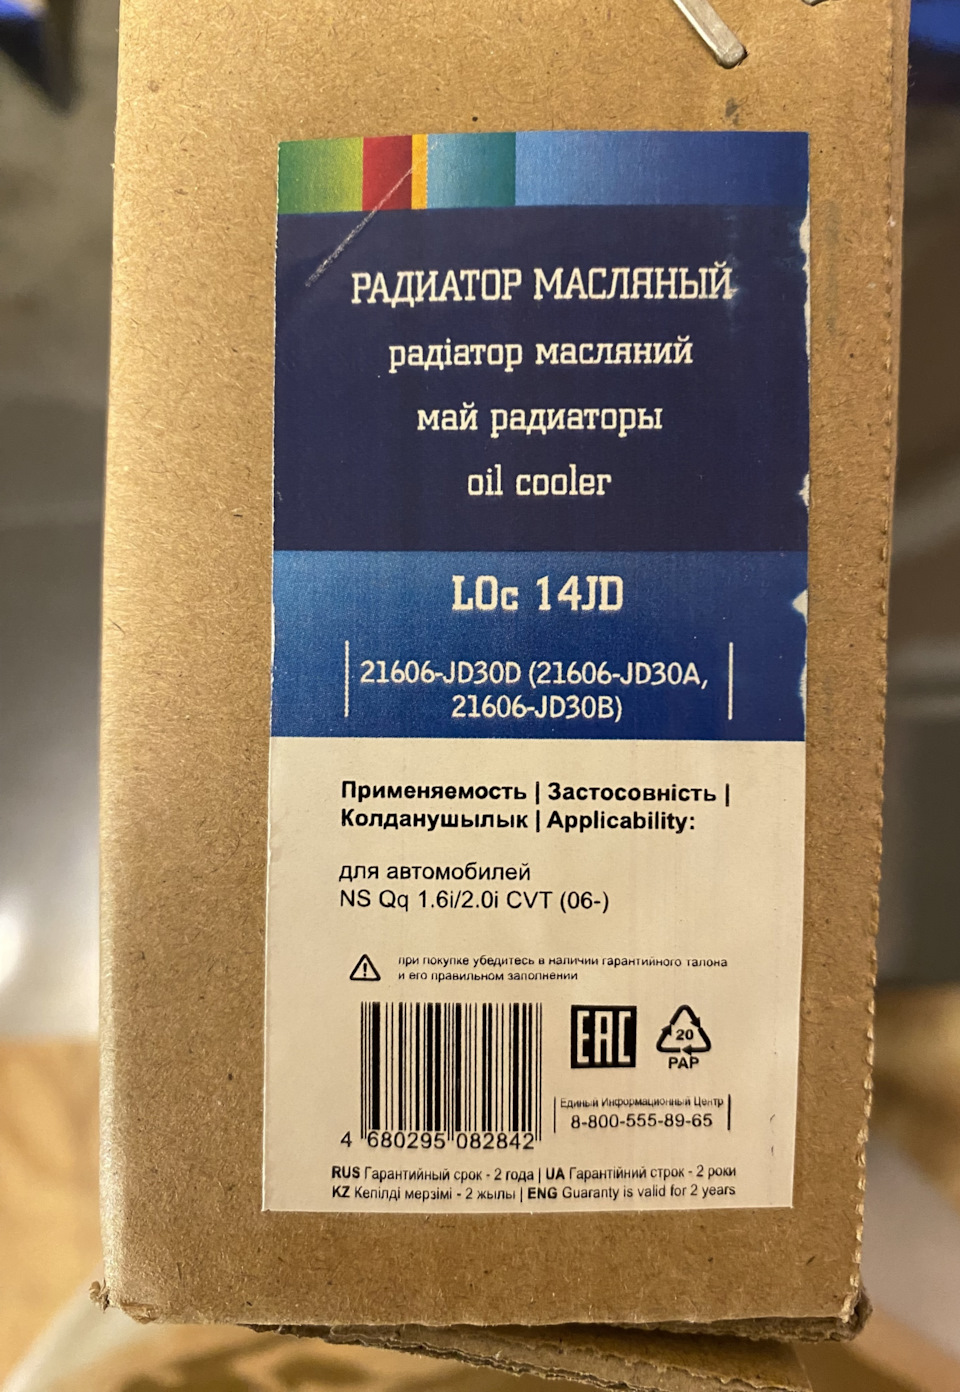 РАДИАТОР МАСЛЯНЫЙ
радіатор масляний
май радиаторы
oil cooler
LOc 14JD
21606-JD30D (21606-JD30A,
21606-JD30B)
Применяемость | Застосовність |
Колданушылык | Applicability:
для автомобилей
NS Qq 1.6i/2.0i CVT (06-)
при покупке убедитесь в наличии гарантийного талона
и его правильном заполнении
EAC
20
PAP
Единый Информационный Центр
8-800-555-89-65
4 680295 082842
RUS Гарантийный срок - 2 года | UA Гарантійний строк - 2 роки
KZ Кепілді мерзімі - 2 жылы | ENG Guaranty is valid for 2 years